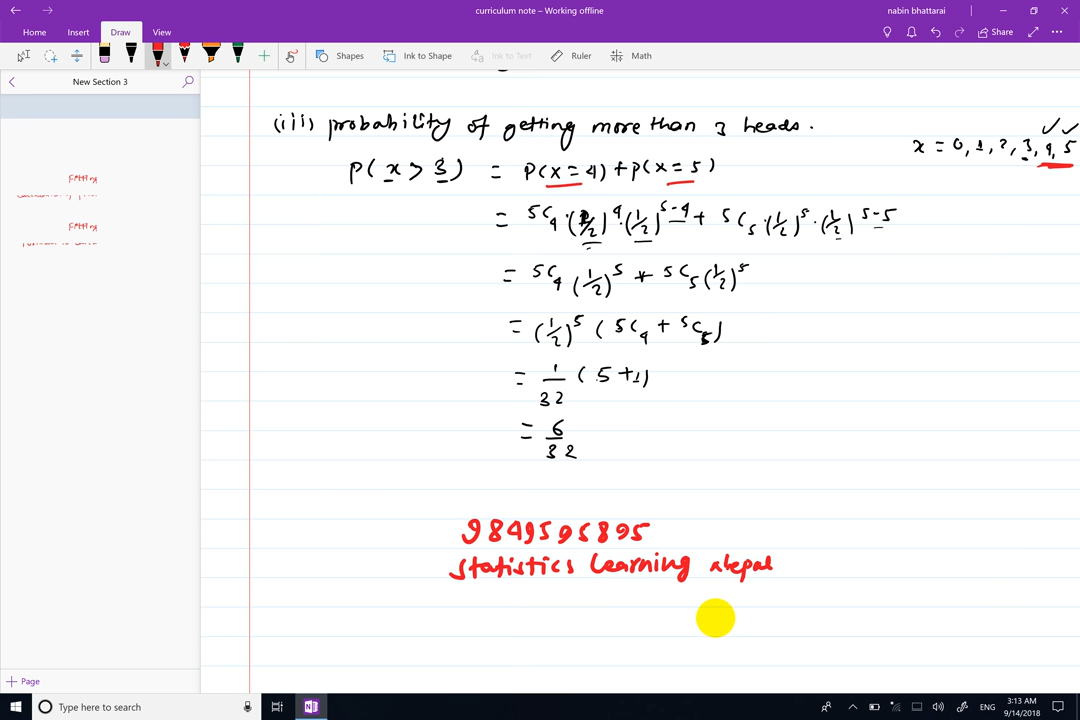 curriculum note – Working offline
nabin bhattarai
Home Insert Draw View
Share
Shapes Ink to Shape Ink to Text Ruler Math
New Section 3
(iii) probability of getting more than 3 heads.
x = 0, 1, 2, 3, 4, 5
P( x > 3 ) = P(x = 4) + P(x = 5)
= 5C4 · (1/2)^4 · (1/2)^5-4 + 5C5 · (1/2)^5 · (1/2)^5-5
= 5C4 (1/2)^5 + 5C5 (1/2)^5
= (1/2)^5 ( 5C4 + 5C5 )
= 1/32 ( 5 + 1 )
= 6/32
9849595895
statistics learning Nepal
+ Page
Type here to search
ENG
3:13 AM
9/14/2018